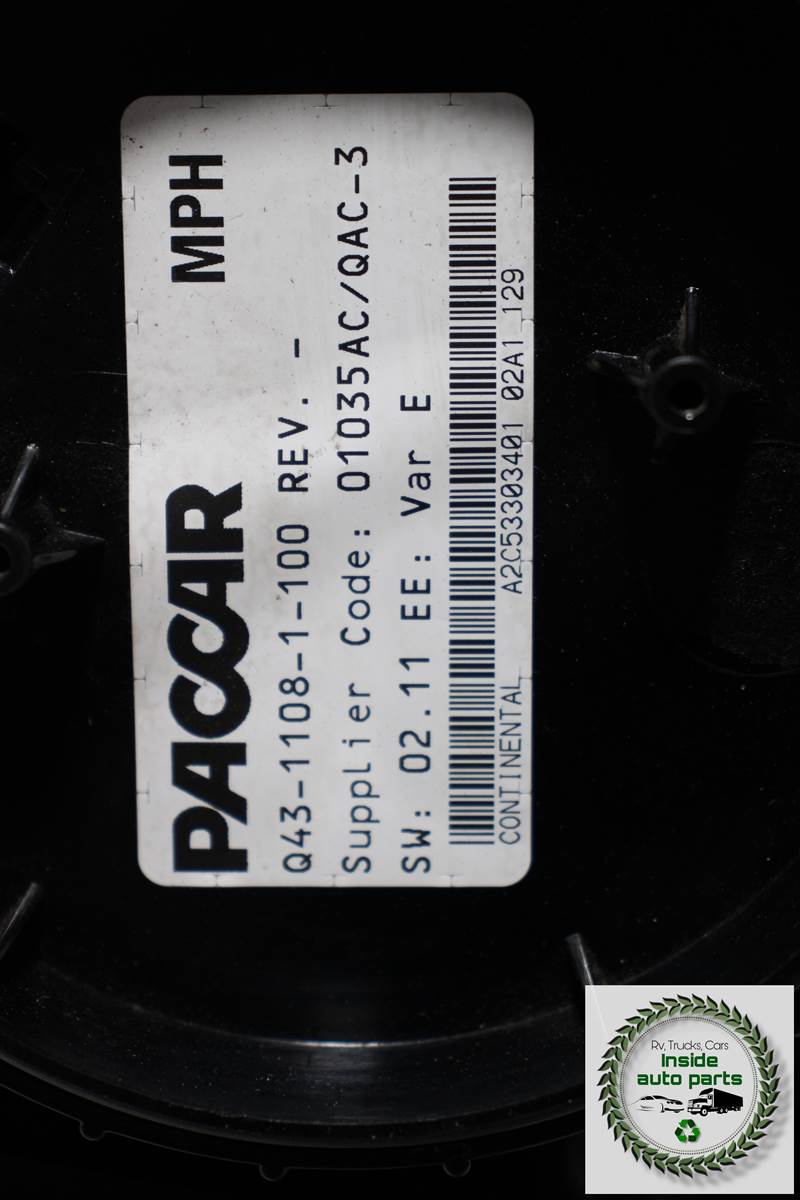 PACCAR MPH
Q43-1108-1-100 REV. -
Supplier Code: 01035AC/QAC-3
SW: 02.11 EE: Var E
CONTINENTAL A2C53303401 02A1 129
Rv, Trucks, Cars
Inside
auto parts